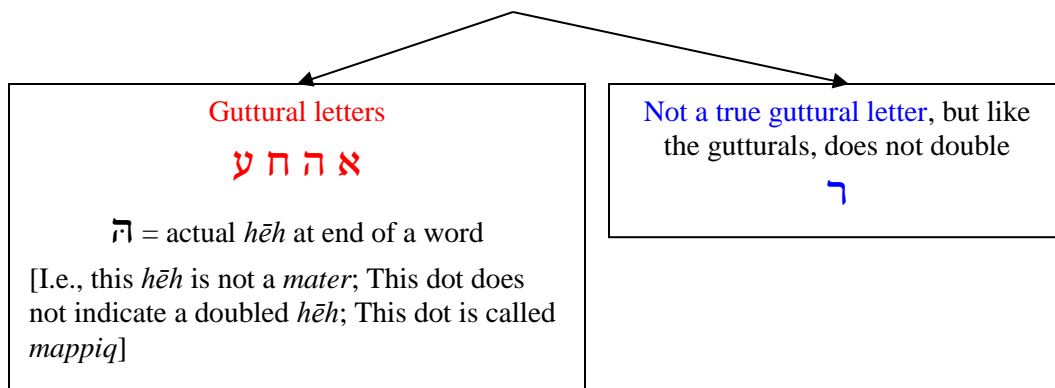 Guttural letters
א ה ח ע
הּ = actual hēh at end of a word
[I.e., this hēh is not a mater; This dot does
not indicate a doubled hēh; This dot is called
mappiq]
Not a true guttural letter, but like
the gutturals, does not double
ר